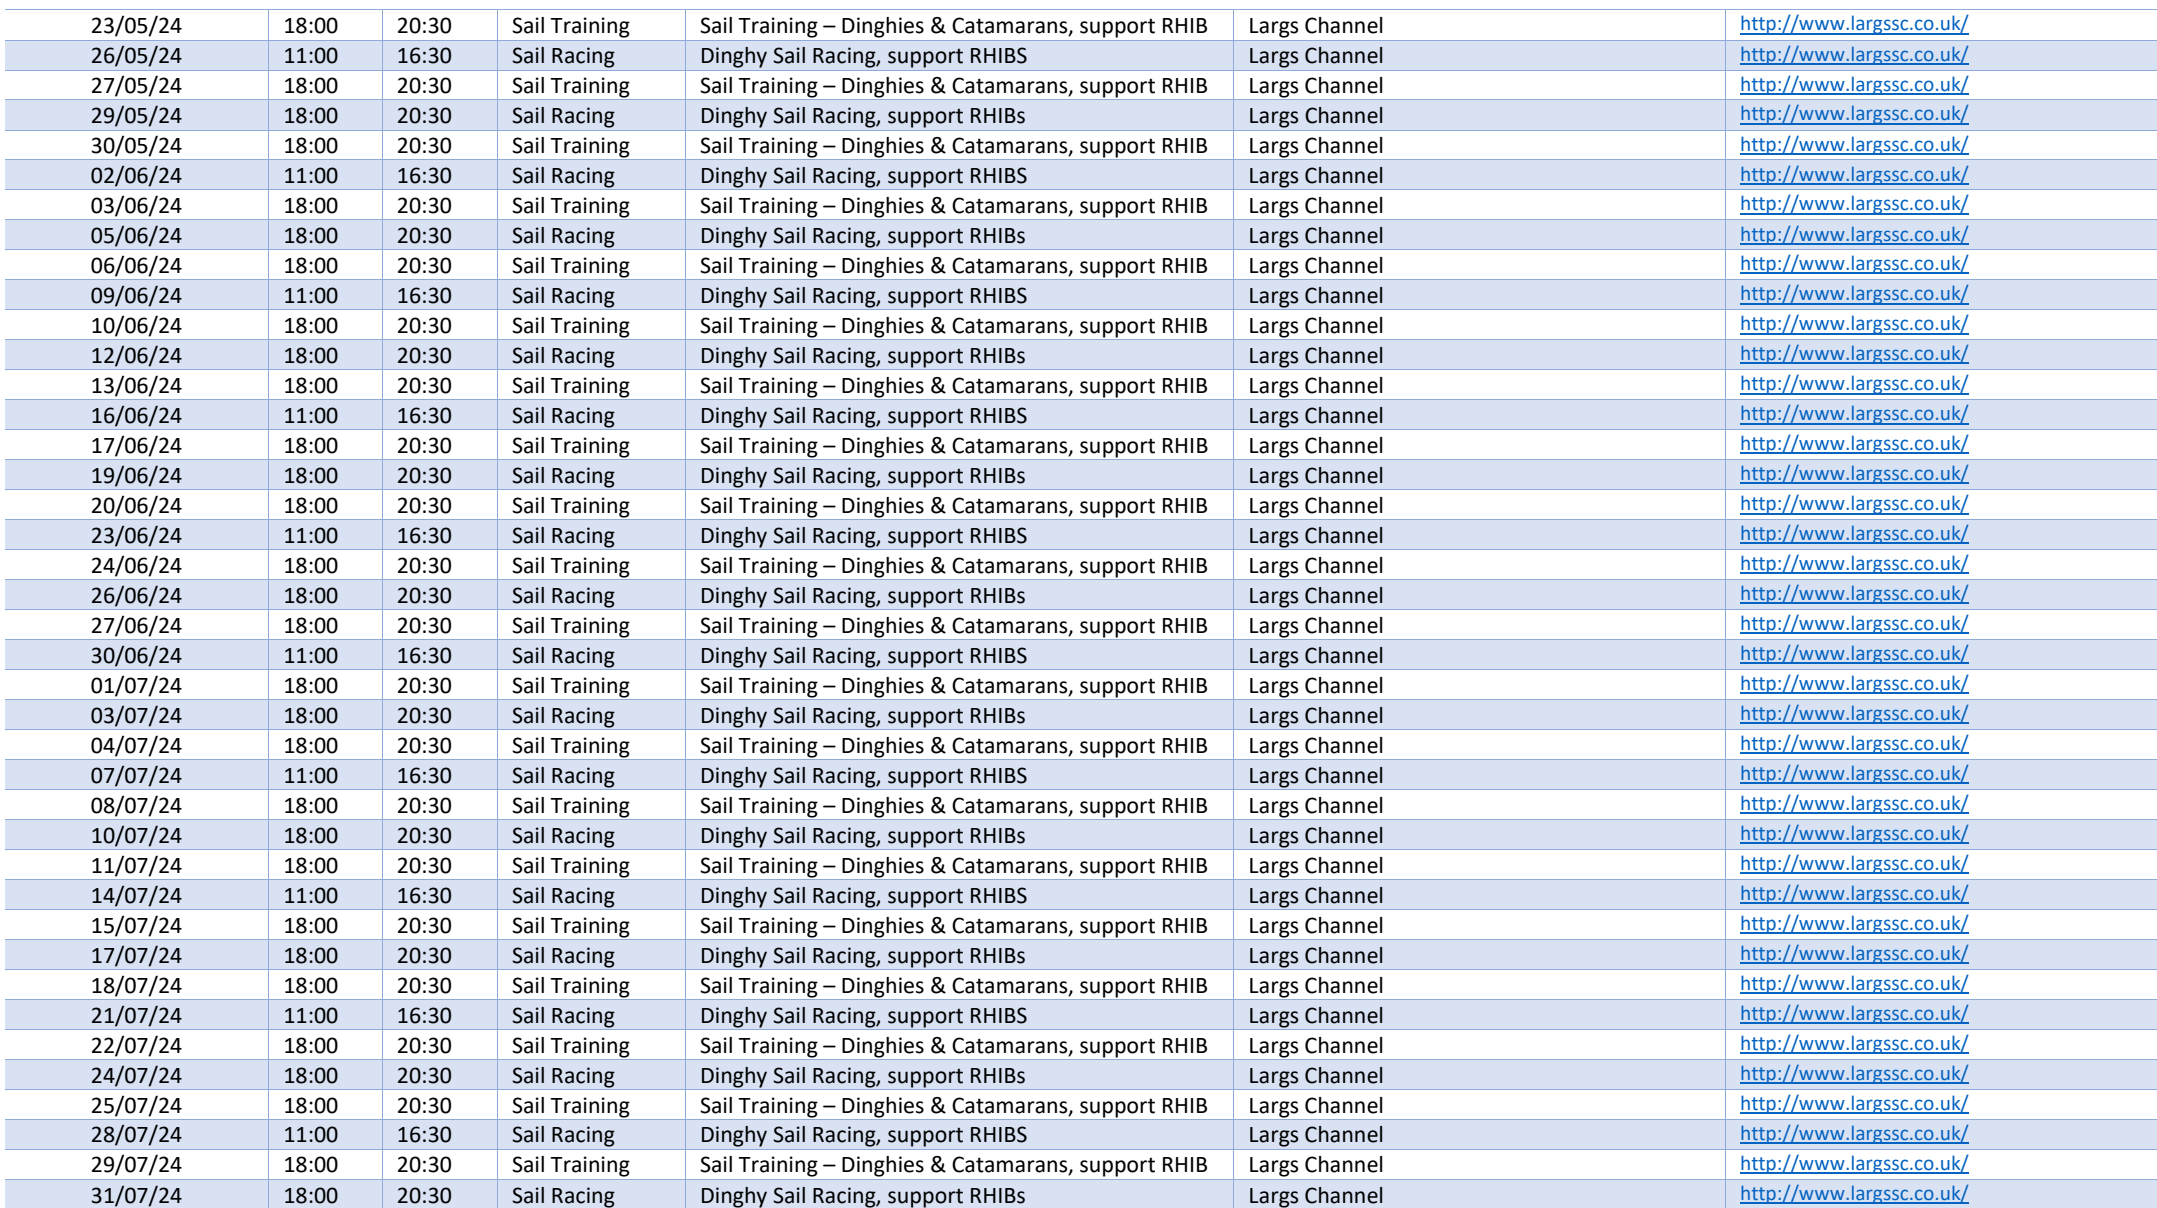 23/05/24 18:00 20:30 Sail Training Sail Training – Dinghies & Catamarans, support RHIB Largs Channel http://www.largssc.co.uk/
26/05/24 11:00 16:30 Sail Racing Dinghy Sail Racing, support RHIBS Largs Channel http://www.largssc.co.uk/
27/05/24 18:00 20:30 Sail Training Sail Training – Dinghies & Catamarans, support RHIB Largs Channel http://www.largssc.co.uk/
29/05/24 18:00 20:30 Sail Racing Dinghy Sail Racing, support RHIBs Largs Channel http://www.largssc.co.uk/
30/05/24 18:00 20:30 Sail Training Sail Training – Dinghies & Catamarans, support RHIB Largs Channel http://www.largssc.co.uk/
02/06/24 11:00 16:30 Sail Racing Dinghy Sail Racing, support RHIBS Largs Channel http://www.largssc.co.uk/
03/06/24 18:00 20:30 Sail Training Sail Training – Dinghies & Catamarans, support RHIB Largs Channel http://www.largssc.co.uk/
05/06/24 18:00 20:30 Sail Racing Dinghy Sail Racing, support RHIBs Largs Channel http://www.largssc.co.uk/
06/06/24 18:00 20:30 Sail Training Sail Training – Dinghies & Catamarans, support RHIB Largs Channel http://www.largssc.co.uk/
09/06/24 11:00 16:30 Sail Racing Dinghy Sail Racing, support RHIBS Largs Channel http://www.largssc.co.uk/
10/06/24 18:00 20:30 Sail Training Sail Training – Dinghies & Catamarans, support RHIB Largs Channel http://www.largssc.co.uk/
12/06/24 18:00 20:30 Sail Racing Dinghy Sail Racing, support RHIBs Largs Channel http://www.largssc.co.uk/
13/06/24 18:00 20:30 Sail Training Sail Training – Dinghies & Catamarans, support RHIB Largs Channel http://www.largssc.co.uk/
16/06/24 11:00 16:30 Sail Racing Dinghy Sail Racing, support RHIBS Largs Channel http://www.largssc.co.uk/
17/06/24 18:00 20:30 Sail Training Sail Training – Dinghies & Catamarans, support RHIB Largs Channel http://www.largssc.co.uk/
19/06/24 18:00 20:30 Sail Racing Dinghy Sail Racing, support RHIBs Largs Channel http://www.largssc.co.uk/
20/06/24 18:00 20:30 Sail Training Sail Training – Dinghies & Catamarans, support RHIB Largs Channel http://www.largssc.co.uk/
23/06/24 11:00 16:30 Sail Racing Dinghy Sail Racing, support RHIBS Largs Channel http://www.largssc.co.uk/
24/06/24 18:00 20:30 Sail Training Sail Training – Dinghies & Catamarans, support RHIB Largs Channel http://www.largssc.co.uk/
26/06/24 18:00 20:30 Sail Racing Dinghy Sail Racing, support RHIBs Largs Channel http://www.largssc.co.uk/
27/06/24 18:00 20:30 Sail Training Sail Training – Dinghies & Catamarans, support RHIB Largs Channel http://www.largssc.co.uk/
30/06/24 11:00 16:30 Sail Racing Dinghy Sail Racing, support RHIBS Largs Channel http://www.largssc.co.uk/
01/07/24 18:00 20:30 Sail Training Sail Training – Dinghies & Catamarans, support RHIB Largs Channel http://www.largssc.co.uk/
03/07/24 18:00 20:30 Sail Racing Dinghy Sail Racing, support RHIBs Largs Channel http://www.largssc.co.uk/
04/07/24 18:00 20:30 Sail Training Sail Training – Dinghies & Catamarans, support RHIB Largs Channel http://www.largssc.co.uk/
07/07/24 11:00 16:30 Sail Racing Dinghy Sail Racing, support RHIBS Largs Channel http://www.largssc.co.uk/
08/07/24 18:00 20:30 Sail Training Sail Training – Dinghies & Catamarans, support RHIB Largs Channel http://www.largssc.co.uk/
10/07/24 18:00 20:30 Sail Racing Dinghy Sail Racing, support RHIBs Largs Channel http://www.largssc.co.uk/
11/07/24 18:00 20:30 Sail Training Sail Training – Dinghies & Catamarans, support RHIB Largs Channel http://www.largssc.co.uk/
14/07/24 11:00 16:30 Sail Racing Dinghy Sail Racing, support RHIBS Largs Channel http://www.largssc.co.uk/
15/07/24 18:00 20:30 Sail Training Sail Training – Dinghies & Catamarans, support RHIB Largs Channel http://www.largssc.co.uk/
17/07/24 18:00 20:30 Sail Racing Dinghy Sail Racing, support RHIBs Largs Channel http://www.largssc.co.uk/
18/07/24 18:00 20:30 Sail Training Sail Training – Dinghies & Catamarans, support RHIB Largs Channel http://www.largssc.co.uk/
21/07/24 11:00 16:30 Sail Racing Dinghy Sail Racing, support RHIBS Largs Channel http://www.largssc.co.uk/
22/07/24 18:00 20:30 Sail Training Sail Training – Dinghies & Catamarans, support RHIB Largs Channel http://www.largssc.co.uk/
24/07/24 18:00 20:30 Sail Racing Dinghy Sail Racing, support RHIBs Largs Channel http://www.largssc.co.uk/
25/07/24 18:00 20:30 Sail Training Sail Training – Dinghies & Catamarans, support RHIB Largs Channel http://www.largssc.co.uk/
28/07/24 11:00 16:30 Sail Racing Dinghy Sail Racing, support RHIBS Largs Channel http://www.largssc.co.uk/
29/07/24 18:00 20:30 Sail Training Sail Training – Dinghies & Catamarans, support RHIB Largs Channel http://www.largssc.co.uk/
31/07/24 18:00 20:30 Sail Racing Dinghy Sail Racing, support RHIBs Largs Channel http://www.largssc.co.uk/